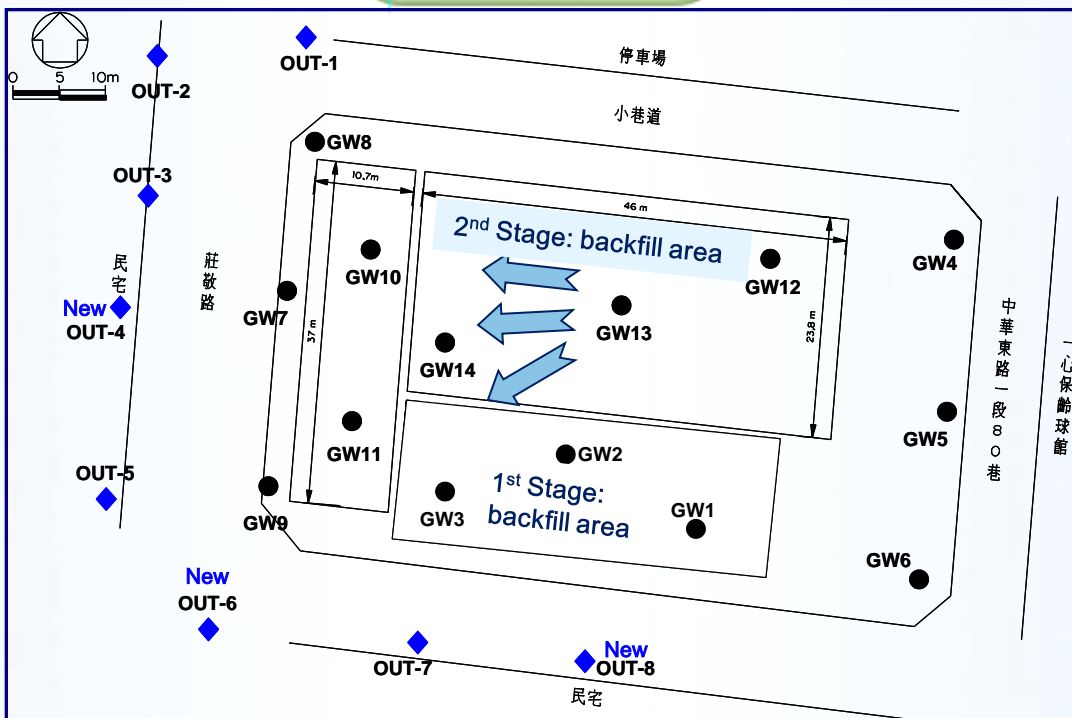 0 5 10m
OUT-1
OUT-2
停車場
小巷道
GW8
OUT-3
10.7m
46 m
2nd Stage: backfill area
民宅
莊敬路
GW10
GW12
GW4
New
OUT-4
GW7
37 m
GW13
23.8 m
中華東路一段80巷
一心保齡球館
GW14
GW11
GW5
OUT-5
GW2
1st Stage:
backfill area
GW3
GW1
GW9
GW6
New
OUT-6
OUT-7
New
OUT-8
民宅